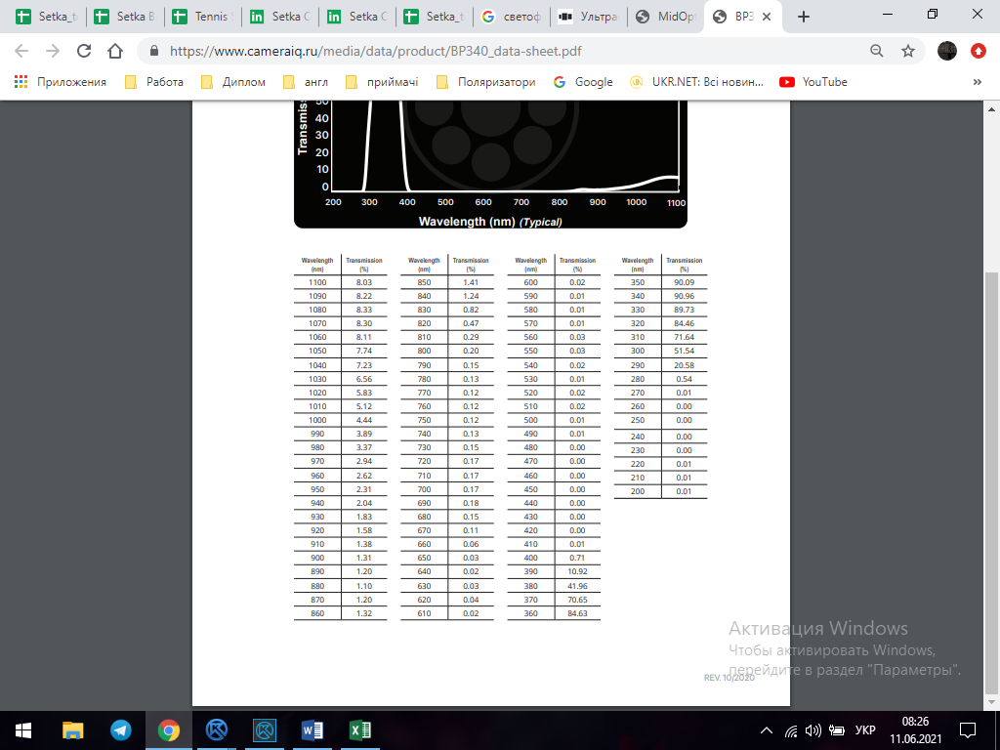 Setka_t
Setka B
Tennis
Setka C
Setka C
Setka_t
светоф
Ультра
MidOpt
BP3
https://www.cameraiq.ru/media/data/product/BP340_data-sheet.pdf
Приложения
Работа
Диплом
англ
приймачі
Поляризатори
Google
UKR.NET: Всі новин...
YouTube
»
Transmiss
50
40
30
20
10
0
200 300 400 500 600 700 800 900 1000 1100
Wavelength (nm) (Typical)
Wavelength (nm) Transmission (%) Wavelength (nm) Transmission (%) Wavelength (nm) Transmission (%) Wavelength (nm) Transmission (%)
1100 8.03 850 1.41 600 0.02 350 90.09
1090 8.22 840 1.24 590 0.01 340 90.96
1080 8.33 830 0.82 580 0.01 330 89.73
1070 8.30 820 0.47 570 0.01 320 84.46
1060 8.11 810 0.29 560 0.03 310 71.64
1050 7.74 800 0.20 550 0.03 300 51.54
1040 7.23 790 0.15 540 0.02 290 20.58
1030 6.56 780 0.13 530 0.01 280 0.54
1020 5.83 770 0.12 520 0.02 270 0.01
1010 5.12 760 0.12 510 0.02 260 0.00
1000 4.44 750 0.12 500 0.01 250 0.00
990 3.89 740 0.13 490 0.01 240 0.00
980 3.37 730 0.15 480 0.00 230 0.00
970 2.94 720 0.17 470 0.00 220 0.01
960 2.62 710 0.17 460 0.00 210 0.01
950 2.31 700 0.17 450 0.00 200 0.01
940 2.04 690 0.18 440 0.00
930 1.83 680 0.15 430 0.00
920 1.58 670 0.11 420 0.00
910 1.38 660 0.06 410 0.01
900 1.31 650 0.03 400 0.71
890 1.20 640 0.02 390 10.92
880 1.10 630 0.03 380 41.96
870 1.20 620 0.04 370 70.65
860 1.32 610 0.02 360 84.63
Активация Windows
Чтобы активировать Windows,
перейдите в раздел "Параметры".
REV. 10/2020
УКР
08:26
11.06.2021